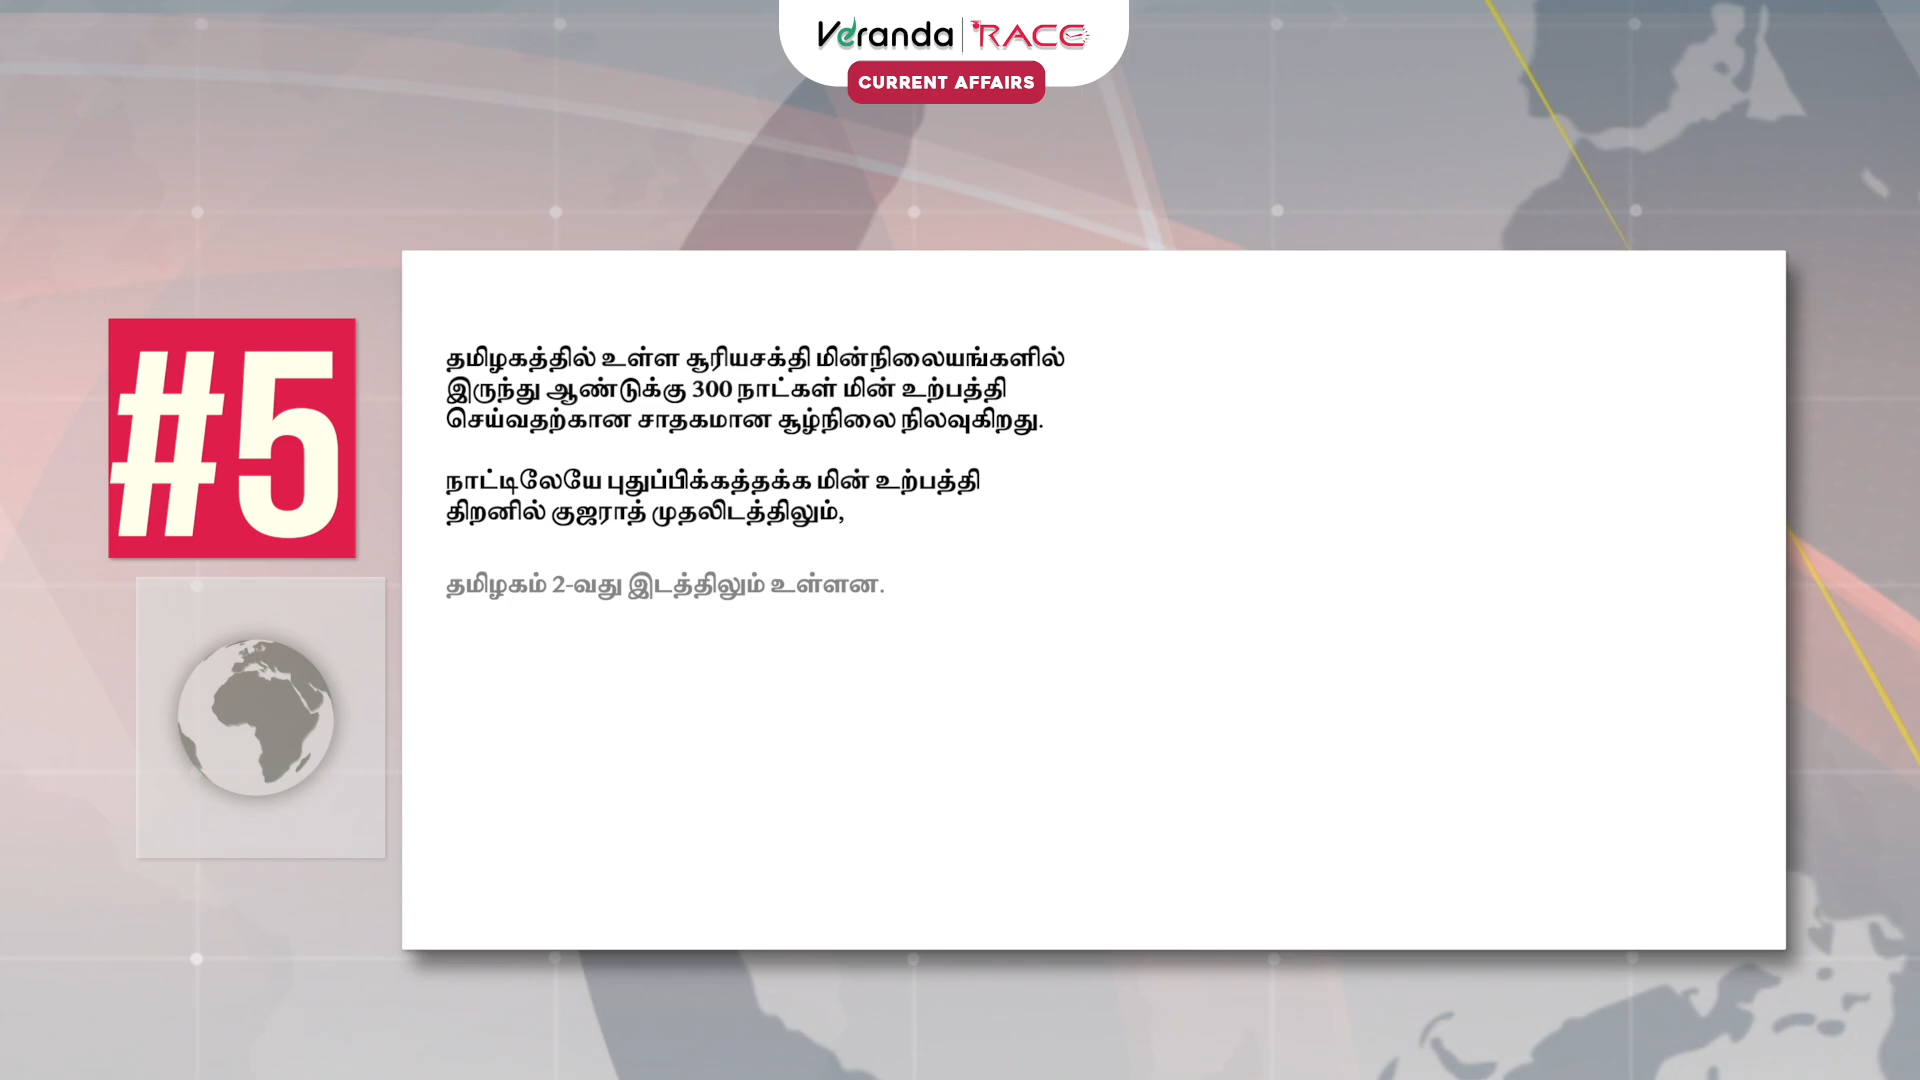 Veranda RACE
CURRENT AFFAIRS
#5
தமிழகத்தில் உள்ள சூரியசக்தி மின்நிலையங்களில்
இருந்து ஆண்டுக்கு 300 நாட்கள் மின் உற்பத்தி
செய்வதற்கான சாதகமான சூழ்நிலை நிலவுகிறது.
நாட்டிலேயே புதுப்பிக்கத்தக்க மின் உற்பத்தி
திறனில் குஜராத் முதலிடத்திலும்,
தமிழகம் 2-வது இடத்திலும் உள்ளன.